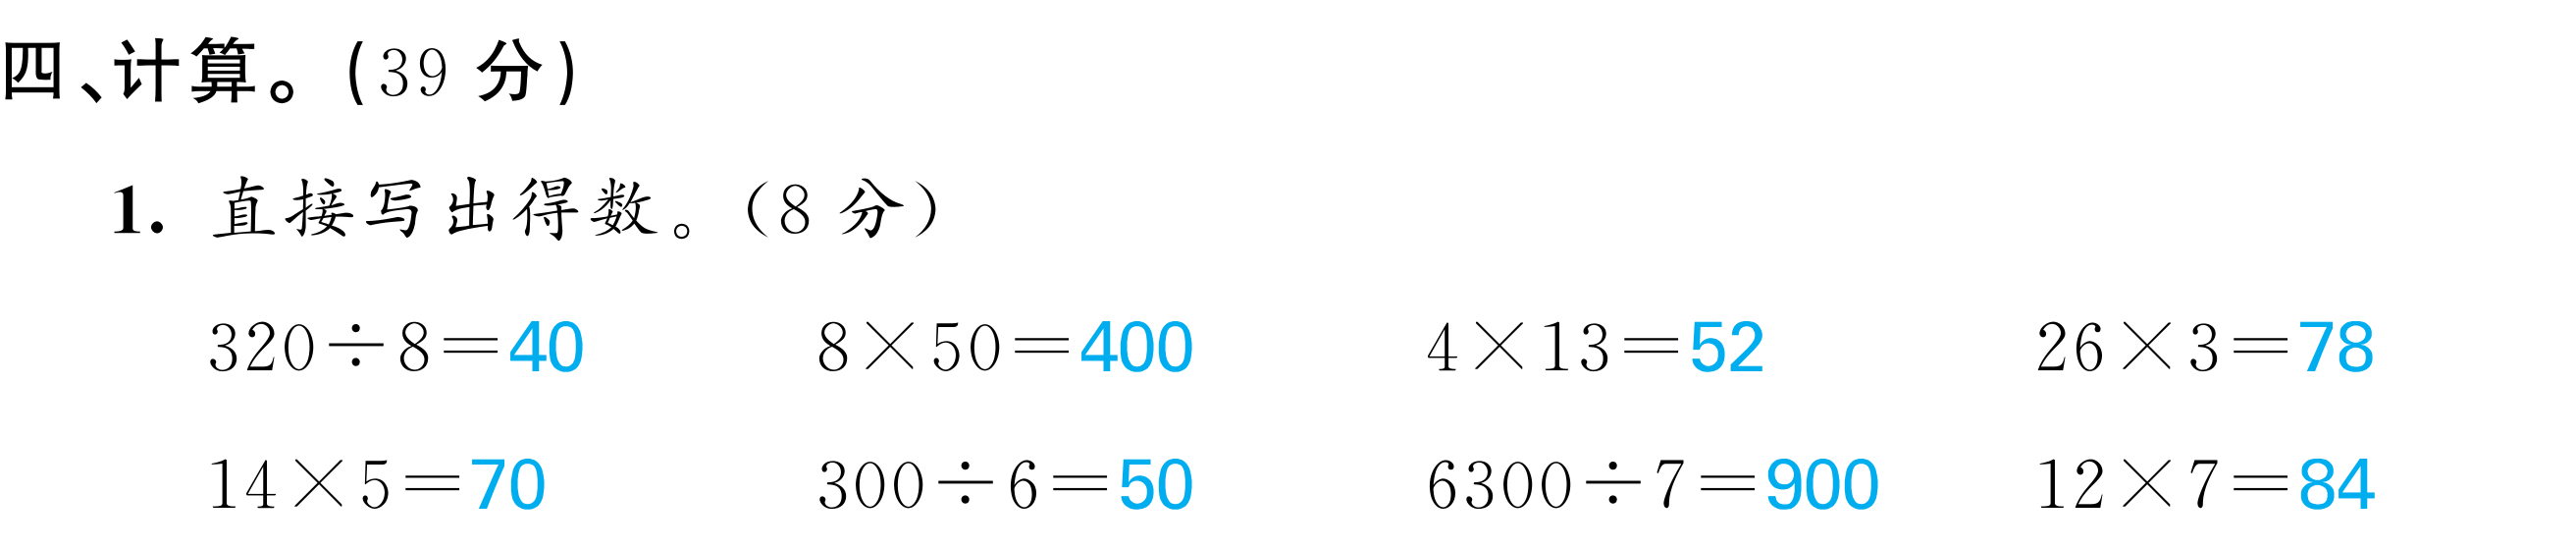 四、计算。(39 分)
1. 直接写出得数。(8 分)
320÷8=40 8×50=400 4×13=52 26×3=78
14×5=70 300÷6=50 6300÷7=900 12×7=84